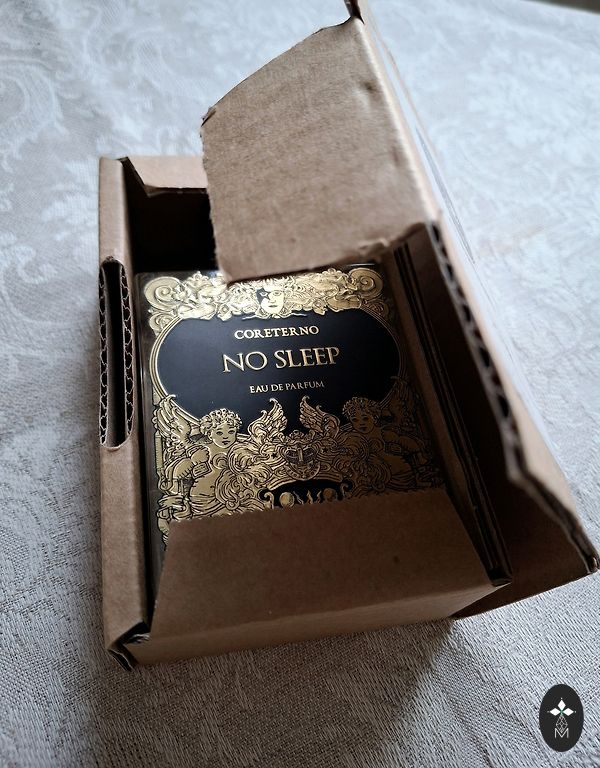 CORETERNO
NO SLEEP
EAU DE PARFUM
M